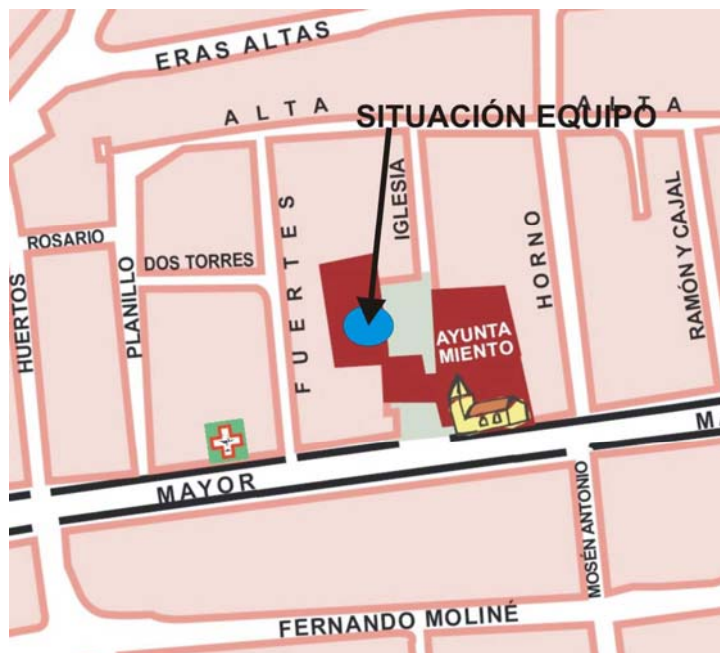 ERAS ALTAS
ALTA
SITUACIÓN EQUIPO
ALTA
IGLESIA
FUERTES
HORNO
RAMÓN Y CAJAL
ROSARIO
DOS TORRES
HUERTOS
PLANILLO
AYUNTA
MIENTO
MAYOR
MA
MOSÉN ANTONIO
FERNANDO MOLINÉ